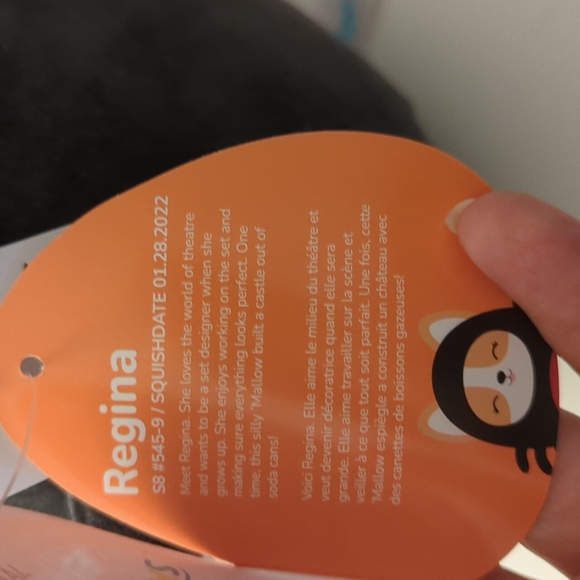 Regina
S8 #545-9 / SQUISHDATE 01.28.2022
Meet Regina. She loves the world of theatre
and wants to be a set designer when she
grows up. She enjoys working on the set and
making sure everything looks perfect. One
time, this silly 'Mallow built a castle out of
soda cans!
Voici Regina. Elle aime le milieu du théâtre et
veut devenir décoratrice quand elle sera
grande. Elle aime travailler sur la scène et
veiller à ce que tout soit parfait. Une fois, cette
'Mallow espiègle a construit un château avec
des canettes de boissons gazeuses!